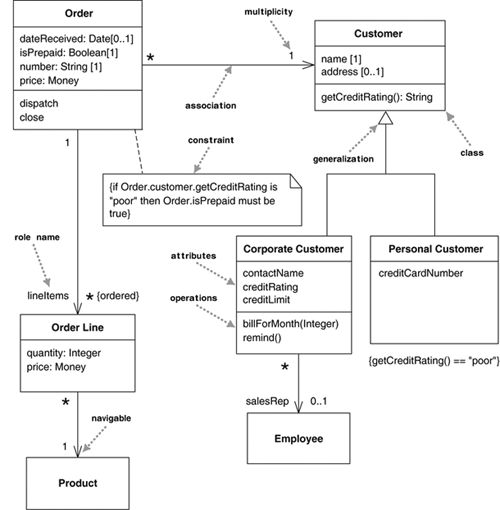 Order
dateReceived: Date[0..1]
isPrepaid: Boolean[1]
number: String [1]
price: Money
dispatch
close
multiplicity
*
1
association
Customer
name [1]
address [0..1]
getCreditRating(): String
generalization
class
1
constraint
{if Order.customer.getCreditRating is
"poor" then Order.isPrepaid must be
true}
role name
lineItems
* {ordered}
attributes
operations
Corporate Customer
contactName
creditRating
creditLimit
billForMonth(Integer)
remind()
Personal Customer
creditCardNumber
{getCreditRating() == "poor"}
Order Line
quantity: Integer
price: Money
*
navigable
1
Product
*
salesRep
0..1
Employee